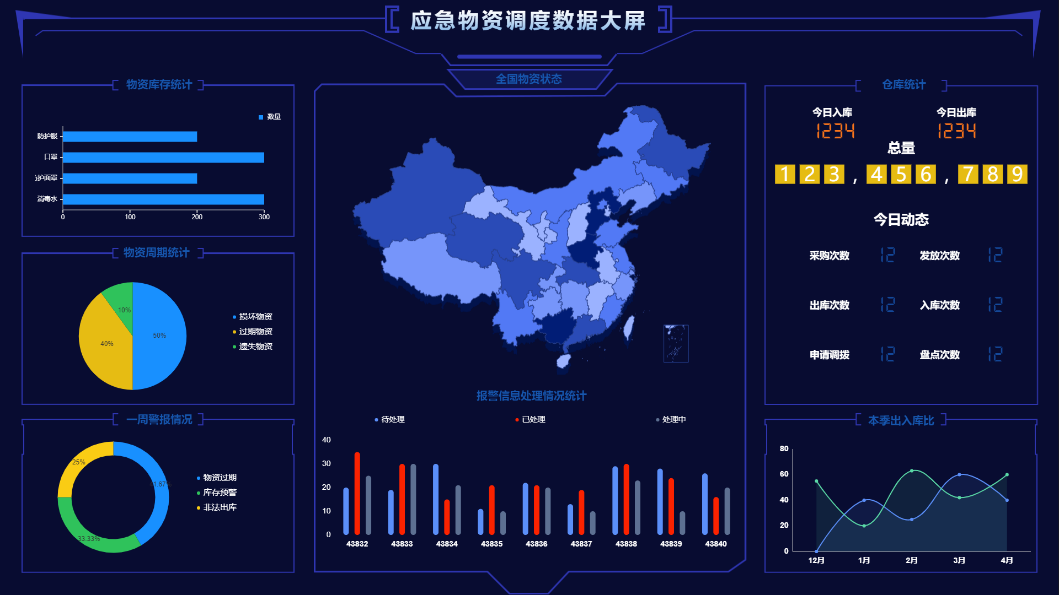 应急物资调度数据大屏
物资库存统计
数量
防护服
口罩
护目罩
消毒水
0 100 200 300
物资周期统计
10%
40%
50%
损坏物资
过期物资
遗失物资
一周警报情况
25%
33.33%
物资过期
库存预警
非法出库
全国物资状态
报警信息处理情况统计
待处理 已处理 处理中
40
30
20
10
0
43832 43833 43834 43835 43836 43837 43838 43839 43840
仓库统计
今日入库 今日出库
1234 1234
总量
123,456,789
今日动态
采购次数 12 发放次数 12
出库次数 12 入库次数 12
申请调拨 12 盘点次数 12
本季出入库比
80
60
40
20
0
12月 1月 2月 3月 4月